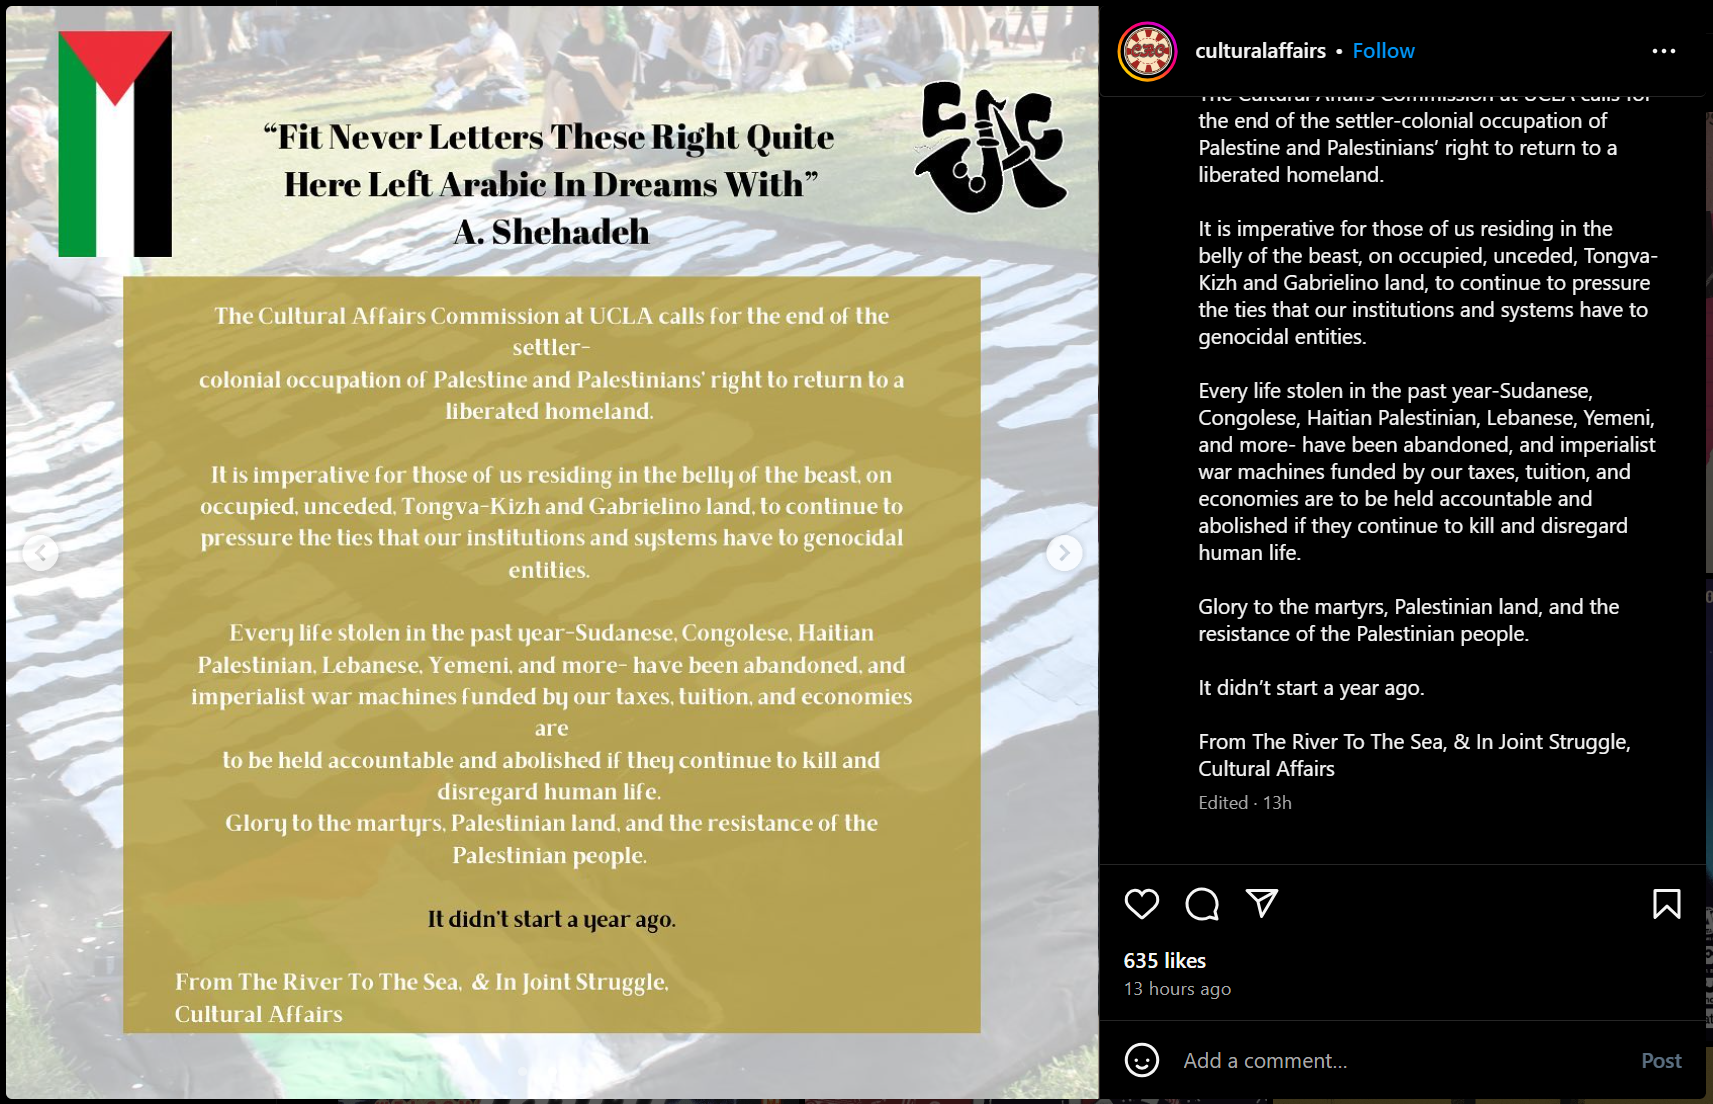 “Fit Never Letters These Right Quite
Here Left Arabic In Dreams With”
A. Shehadeh
CAC
The Cultural Affairs Commission at UCLA calls for the end of the
settler-
colonial occupation of Palestine and Palestinians’ right to return to a
liberated homeland.
It is imperative for those of us residing in the belly of the beast, on
occupied, unceded, Tongva-Kizh and Gabrielino land, to continue to
pressure the ties that our institutions and systems have to genocidal
entities.
Every life stolen in the past year-Sudanese, Congolese, Haitian
Palestinian, Lebanese, Yemeni, and more- have been abandoned, and
imperialist war machines funded by our taxes, tuition, and economies
are
to be held accountable and abolished if they continue to kill and
disregard human life.
Glory to the martyrs, Palestinian land, and the resistance of the
Palestinian people.
It didn’t start a year ago.
From The River To The Sea, & In Joint Struggle,
Cultural Affairs
culturalaffairs • Follow
The Cultural Affairs Commission at UCLA calls for
the end of the settler-colonial occupation of
Palestine and Palestinians’ right to return to a
liberated homeland.
It is imperative for those of us residing in the
belly of the beast, on occupied, unceded, Tongva-
Kizh and Gabrielino land, to continue to pressure
the ties that our institutions and systems have to
genocidal entities.
Every life stolen in the past year-Sudanese,
Congolese, Haitian Palestinian, Lebanese, Yemeni,
and more- have been abandoned, and imperialist
war machines funded by our taxes, tuition, and
economies are to be held accountable and
abolished if they continue to kill and disregard
human life.
Glory to the martyrs, Palestinian land, and the
resistance of the Palestinian people.
It didn’t start a year ago.
From The River To The Sea, & In Joint Struggle,
Cultural Affairs
Edited · 13h
635 likes
13 hours ago
Add a comment...
Post